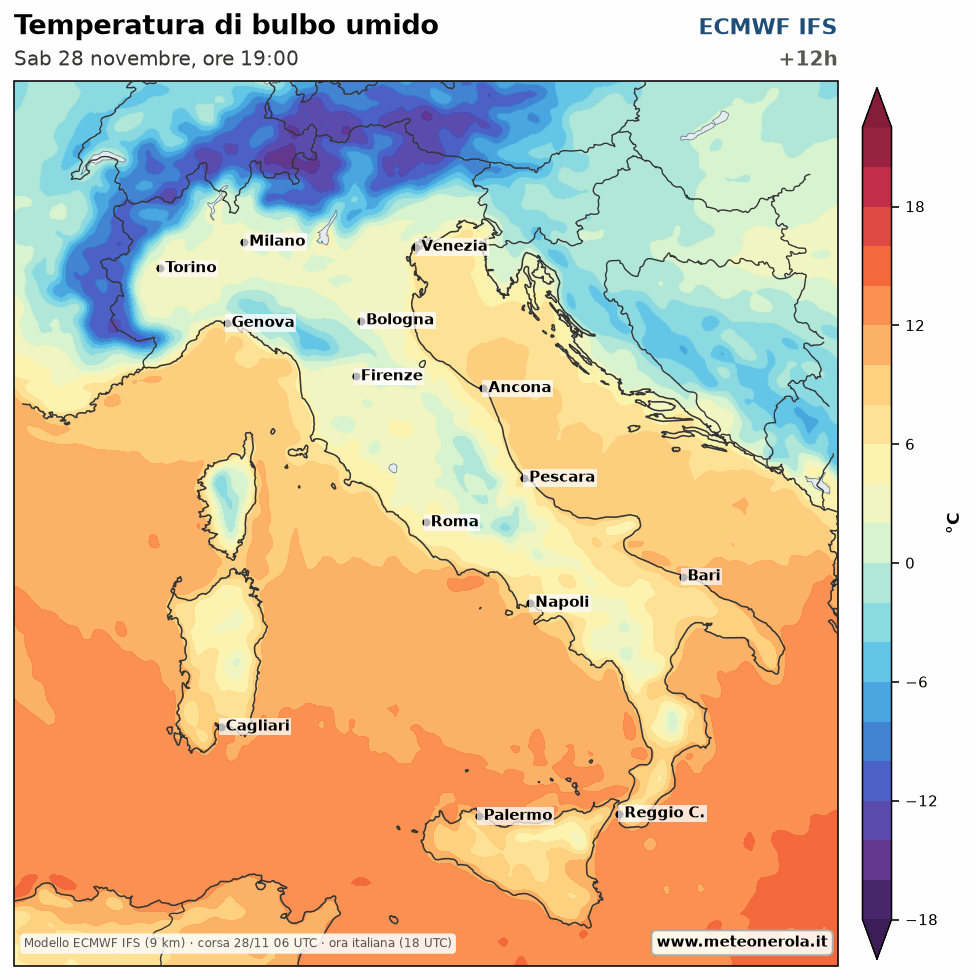 Temperatura di bulbo umido
ECMWF IFS
Sab 28 novembre, ore 19:00
+12h
Milano
Venezia
Torino
Genova
Bologna
Firenze
Ancona
Pescara
Roma
Bari
Napoli
Cagliari
Palermo
Reggio C.
18
12
6
0
−6
−12
−18
°C
Modello ECMWF IFS (9 km) · corsa 28/11 06 UTC · ora italiana (18 UTC)
www.meteonerola.it